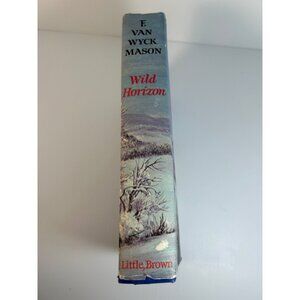 F.
VAN
WYCK
MASON
Wild
Horizon
Little, Brown